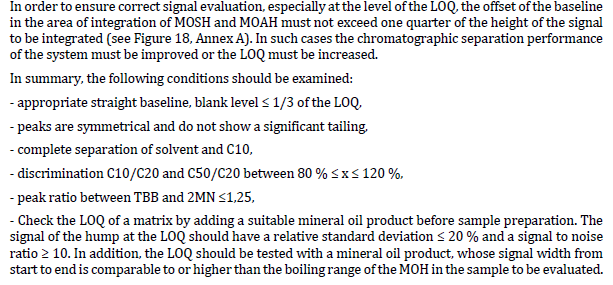 In order to ensure correct signal evaluation, especially at the level of the LOQ, the offset of the baseline
in the area of integration of MOSH and MOAH must not exceed one quarter of the height of the signal
to be integrated (see Figure 18, Annex A). In such cases the chromatographic separation performance
of the system must be improved or the LOQ must be increased.
In summary, the following conditions should be examined:
- appropriate straight baseline, blank level ≤ 1/3 of the LOQ,
- peaks are symmetrical and do not show a significant tailing,
- complete separation of solvent and C10,
- discrimination C10/C20 and C50/C20 between 80 % ≤ x ≤ 120 %,
- peak ratio between TBB and 2MN ≤1,25,
- Check the LOQ of a matrix by adding a suitable mineral oil product before sample preparation. The
signal of the hump at the LOQ should have a relative standard deviation ≤ 20 % and a signal to noise
ratio ≥ 10. In addition, the LOQ should be tested with a mineral oil product, whose signal width from
start to end is comparable to or higher than the boiling range of the MOH in the sample to be evaluated.